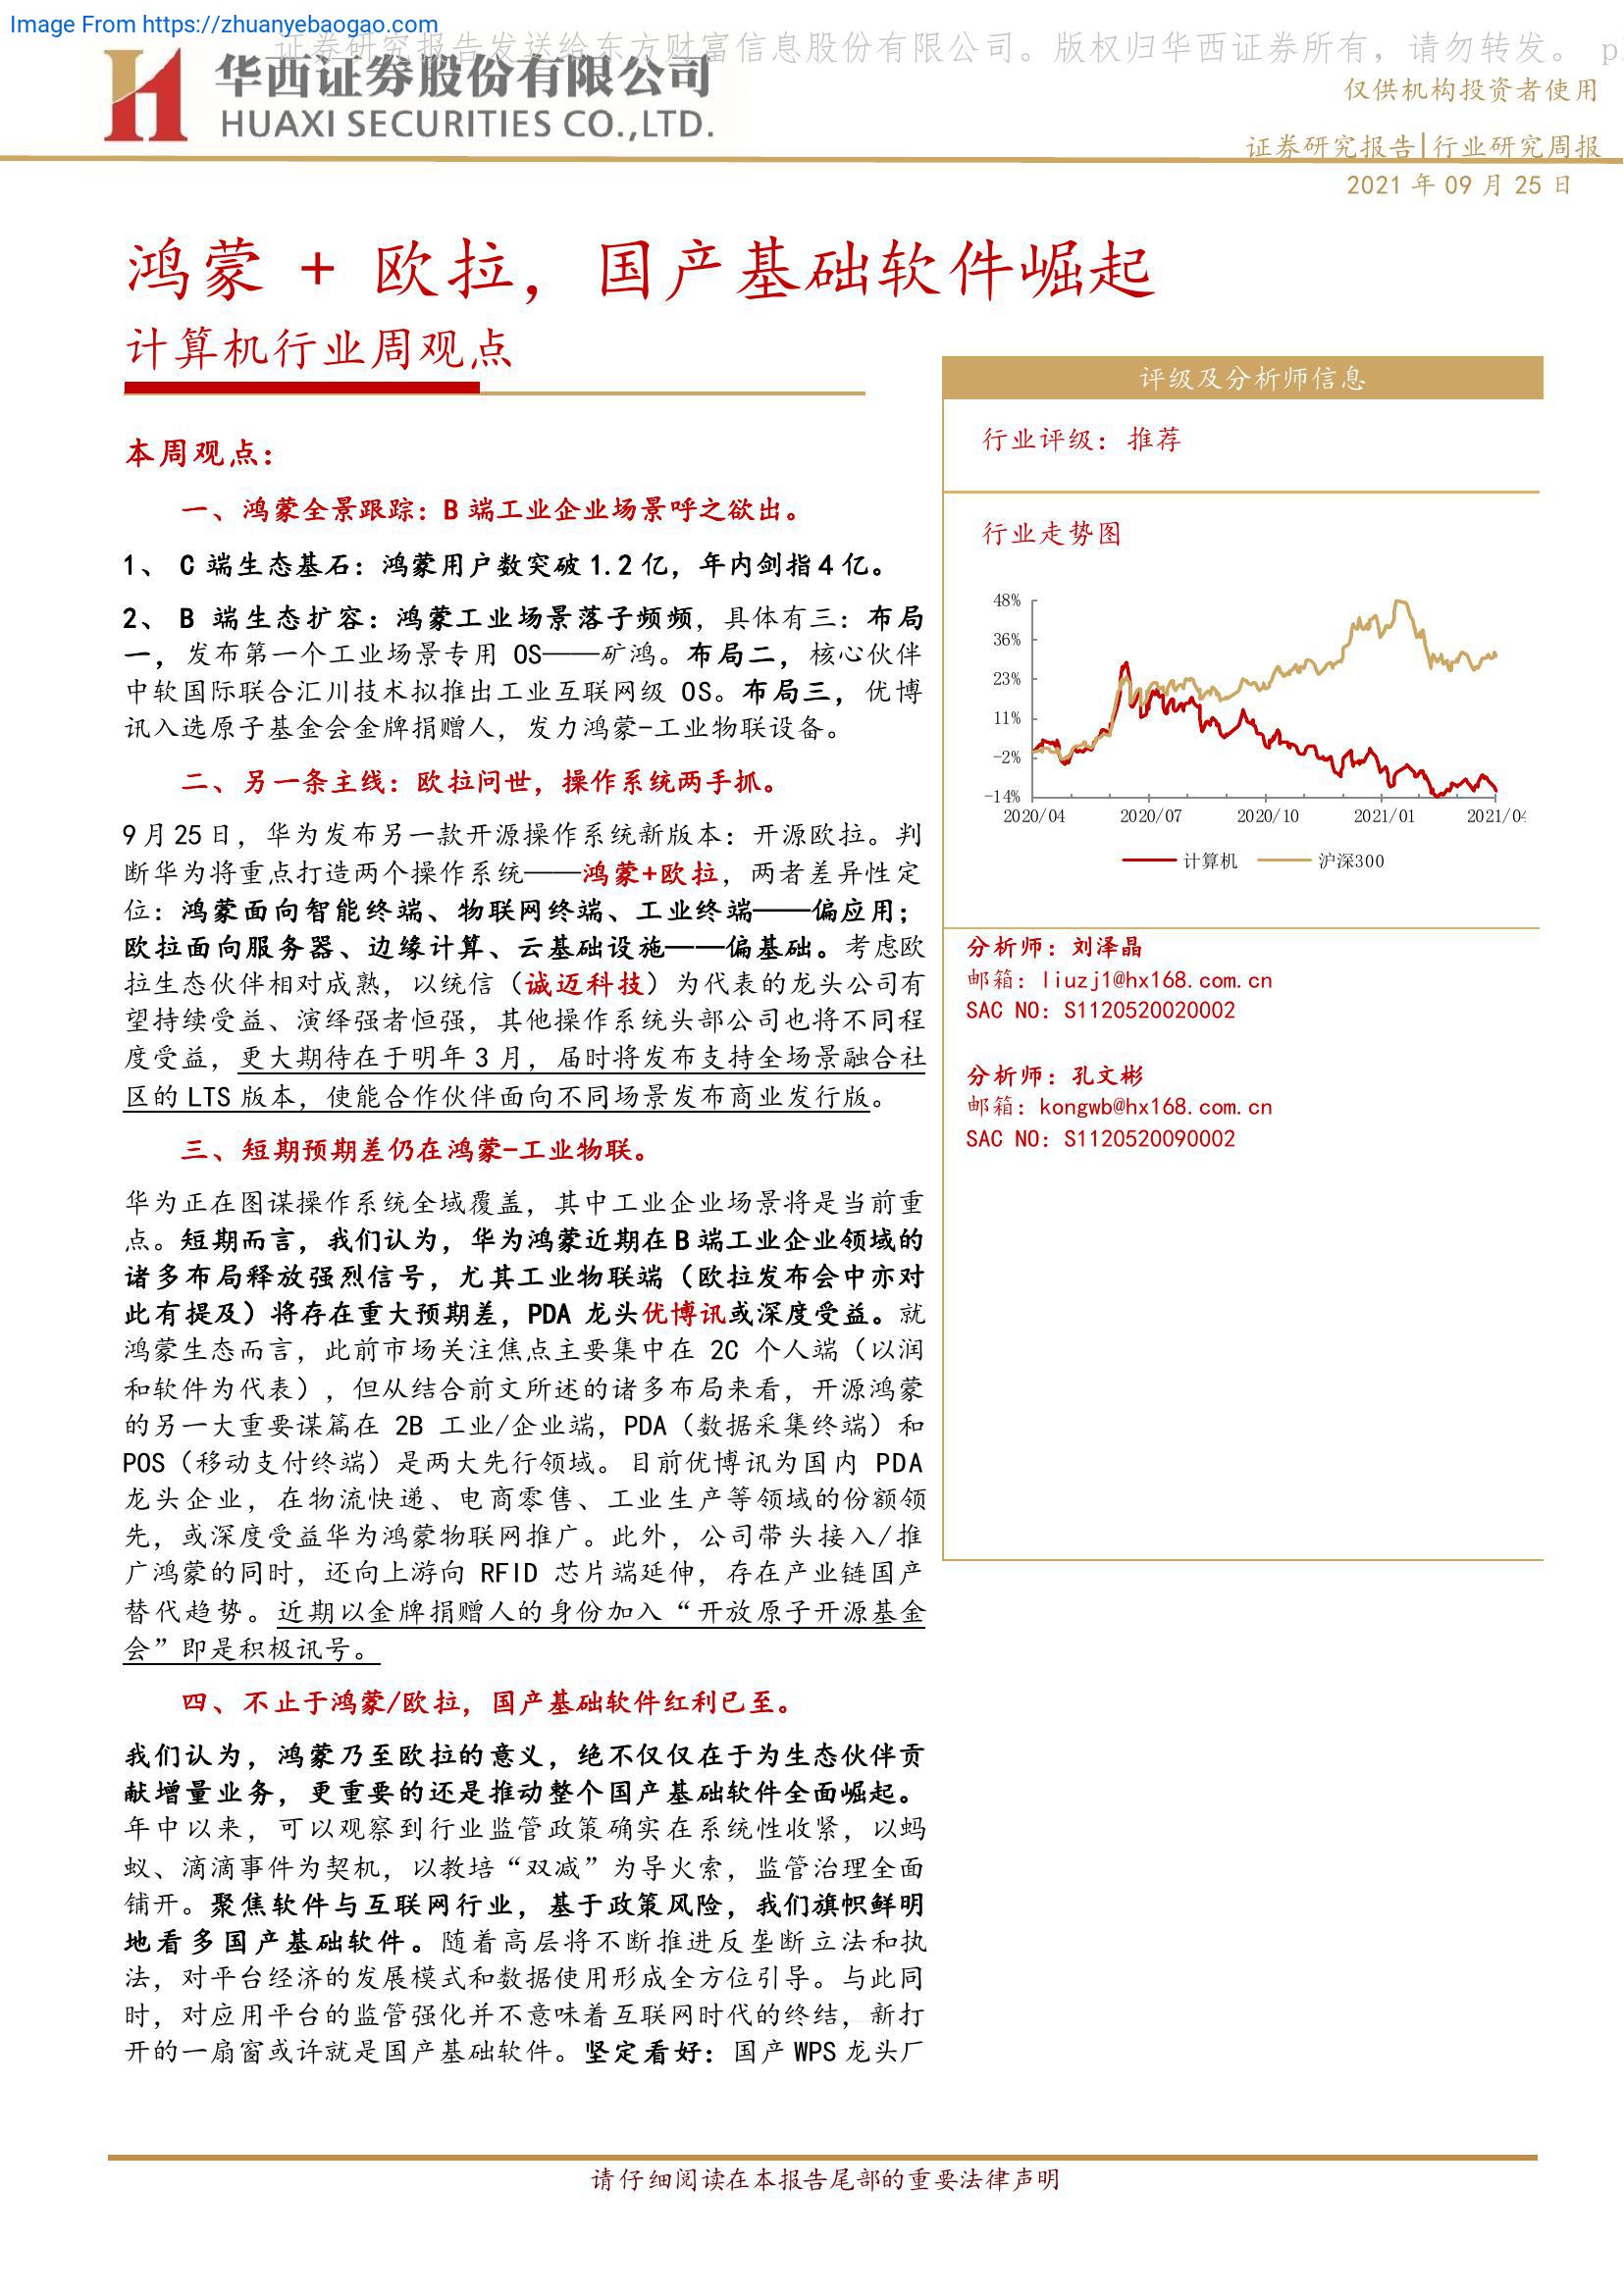 Image From https://zhuanyebaogao.com
证券研究报告发送给东方财富信息股份有限公司。版权归华西证券所有，请勿转发。 p
华西证券股份有限公司
HUAXI SECURITIES CO.,LTD.
仅供机构投资者使用
证券研究报告|行业研究周报
2021 年 09 月 25 日
鸿蒙 + 欧拉，国产基础软件崛起
计算机行业周观点
本周观点：
一、鸿蒙全景跟踪：B 端工业企业场景呼之欲出。
1、 C 端生态基石：鸿蒙用户数突破 1.2 亿，年内剑指 4 亿。
2、 B 端生态扩容：鸿蒙工业场景落子频频，具体有三：布局
一，发布第一个工业场景专用 OS——矿鸿。布局二，核心伙伴
中软国际联合汇川技术拟推出工业互联网级 OS。布局三，优博
讯入选原子基金会金牌捐赠人，发力鸿蒙-工业物联设备。
二、另一条主线：欧拉问世，操作系统两手抓。
9 月 25 日，华为发布另一款开源操作系统新版本：开源欧拉。判
断华为将重点打造两个操作系统——鸿蒙+欧拉，两者差异性定
位：鸿蒙面向智能终端、物联网终端、工业终端——偏应用；
欧拉面向服务器、边缘计算、云基础设施——偏基础。考虑欧
拉生态伙伴相对成熟，以统信（诚迈科技）为代表的龙头公司有
望持续受益、演绎强者恒强，其他操作系统头部公司也将不同程
度受益，更大期待在于明年 3 月，届时将发布支持全场景融合社
区的 LTS 版本，使能合作伙伴面向不同场景发布商业发行版。
三、短期预期差仍在鸿蒙-工业物联。
华为正在图谋操作系统全域覆盖，其中工业企业场景将是当前重
点。短期而言，我们认为，华为鸿蒙近期在 B 端工业企业领域的
诸多布局释放强烈信号，尤其工业物联端（欧拉发布会中亦对
此有提及）将存在重大预期差，PDA 龙头优博讯或深度受益。就
鸿蒙生态而言，此前市场关注焦点主要集中在 2C 个人端（以润
和软件为代表），但从结合前文所述的诸多布局来看，开源鸿蒙
的另一大重要谋篇在 2B 工业/企业端，PDA（数据采集终端）和
POS（移动支付终端）是两大先行领域。目前优博讯为国内 PDA
龙头企业，在物流快递、电商零售、工业生产等领域的份额领
先，或深度受益华为鸿蒙物联网推广。此外，公司带头接入/推
广鸿蒙的同时，还向上游向 RFID 芯片端延伸，存在产业链国产
替代趋势。近期以金牌捐赠人的身份加入“开放原子开源基金
会”即是积极讯号。
四、不止于鸿蒙/欧拉，国产基础软件红利已至。
我们认为，鸿蒙乃至欧拉的意义，绝不仅仅在于为生态伙伴贡
献增量业务，更重要的还是推动整个国产基础软件全面崛起。
年中以来，可以观察到行业监管政策确实在系统性收紧，以蚂
蚁、滴滴事件为契机，以教培“双减”为导火索，监管治理全面
铺开。聚焦软件与互联网行业，基于政策风险，我们旗帜鲜明
地看多国产基础软件。随着高层将不断推进反垄断立法和执
法，对平台经济的发展模式和数据使用形成全方位引导。与此同
时，对应用平台的监管强化并不意味着互联网时代的终结，新打
开的一扇窗或许就是国产基础软件。坚定看好：国产 WPS 龙头厂
评级及分析师信息
行业评级：推荐
行业走势图
48%
36%
23%
11%
-2%
-14%
2020/04 2020/07 2020/10 2021/01 2021/04
计算机 沪深300
分析师：刘泽晶
邮箱：liuzj1@hx168.com.cn
SAC NO：S1120520020002
分析师：孔文彬
邮箱：kongwb@hx168.com.cn
SAC NO：S1120520090002
请仔细阅读在本报告尾部的重要法律声明